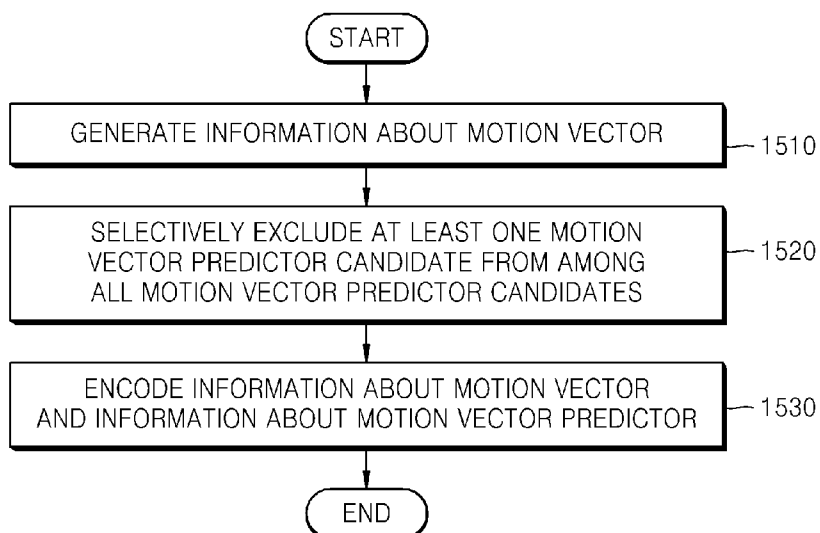 START
GENERATE INFORMATION ABOUT MOTION VECTOR
1510
SELECTIVELY EXCLUDE AT LEAST ONE MOTION
VECTOR PREDICTOR CANDIDATE FROM AMONG
ALL MOTION VECTOR PREDICTOR CANDIDATES
1520
ENCODE INFORMATION ABOUT MOTION VECTOR
AND INFORMATION ABOUT MOTION VECTOR PREDICTOR
1530
END